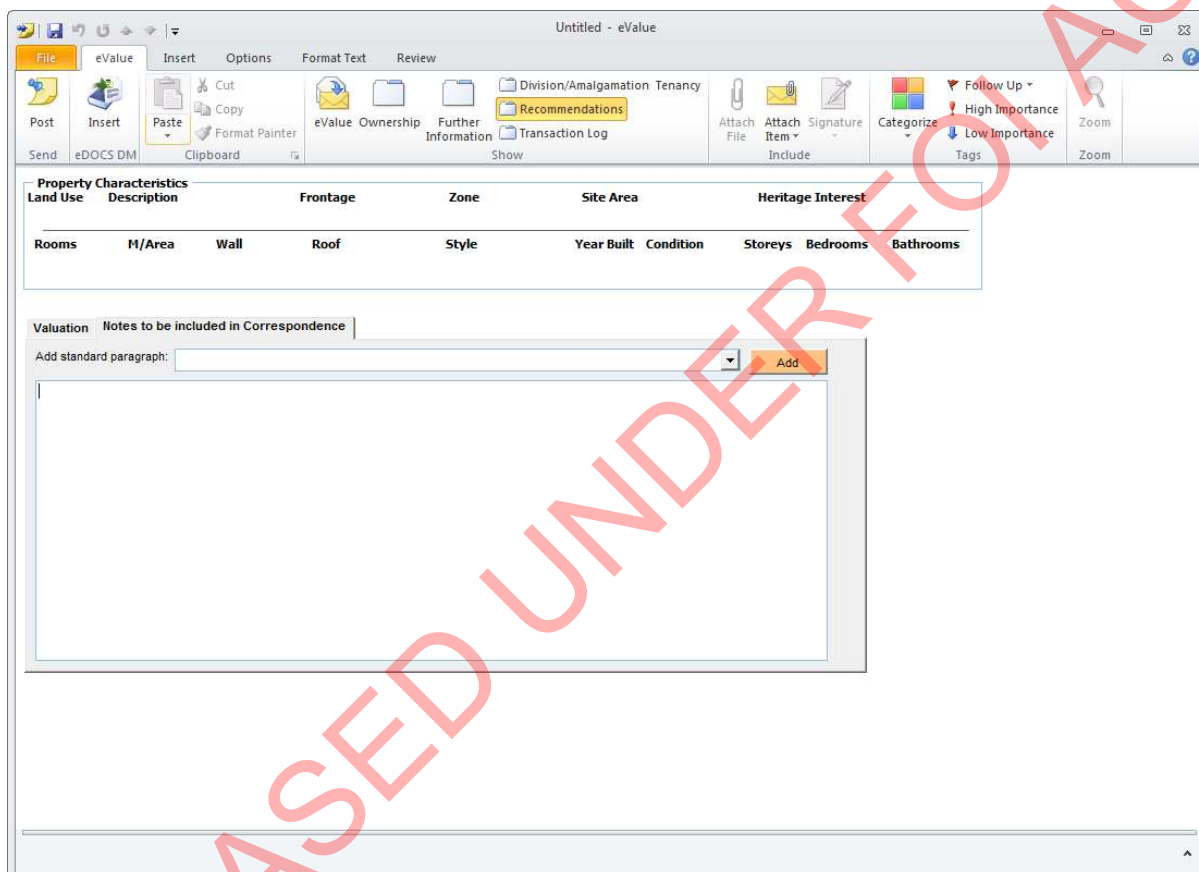 Untitled - eValue
File eValue Insert Options Format Text Review
Post Insert Paste Cut Copy Format Painter eValue Ownership Further Information Division/Amalgamation Tenancy Recommendations Transaction Log Attach File Attach Item Signature Categorize Follow Up High Importance Low Importance Zoom
Send eDOCS DM Clipboard Show Include Tags Zoom
Property Characteristics
Land Use Description Frontage Zone Site Area Heritage Interest
Rooms M/Area Wall Roof Style Year Built Condition Storeys Bedrooms Bathrooms
Valuation Notes to be included in Correspondence
Add standard paragraph: Add
ASED UNDER FOI AC